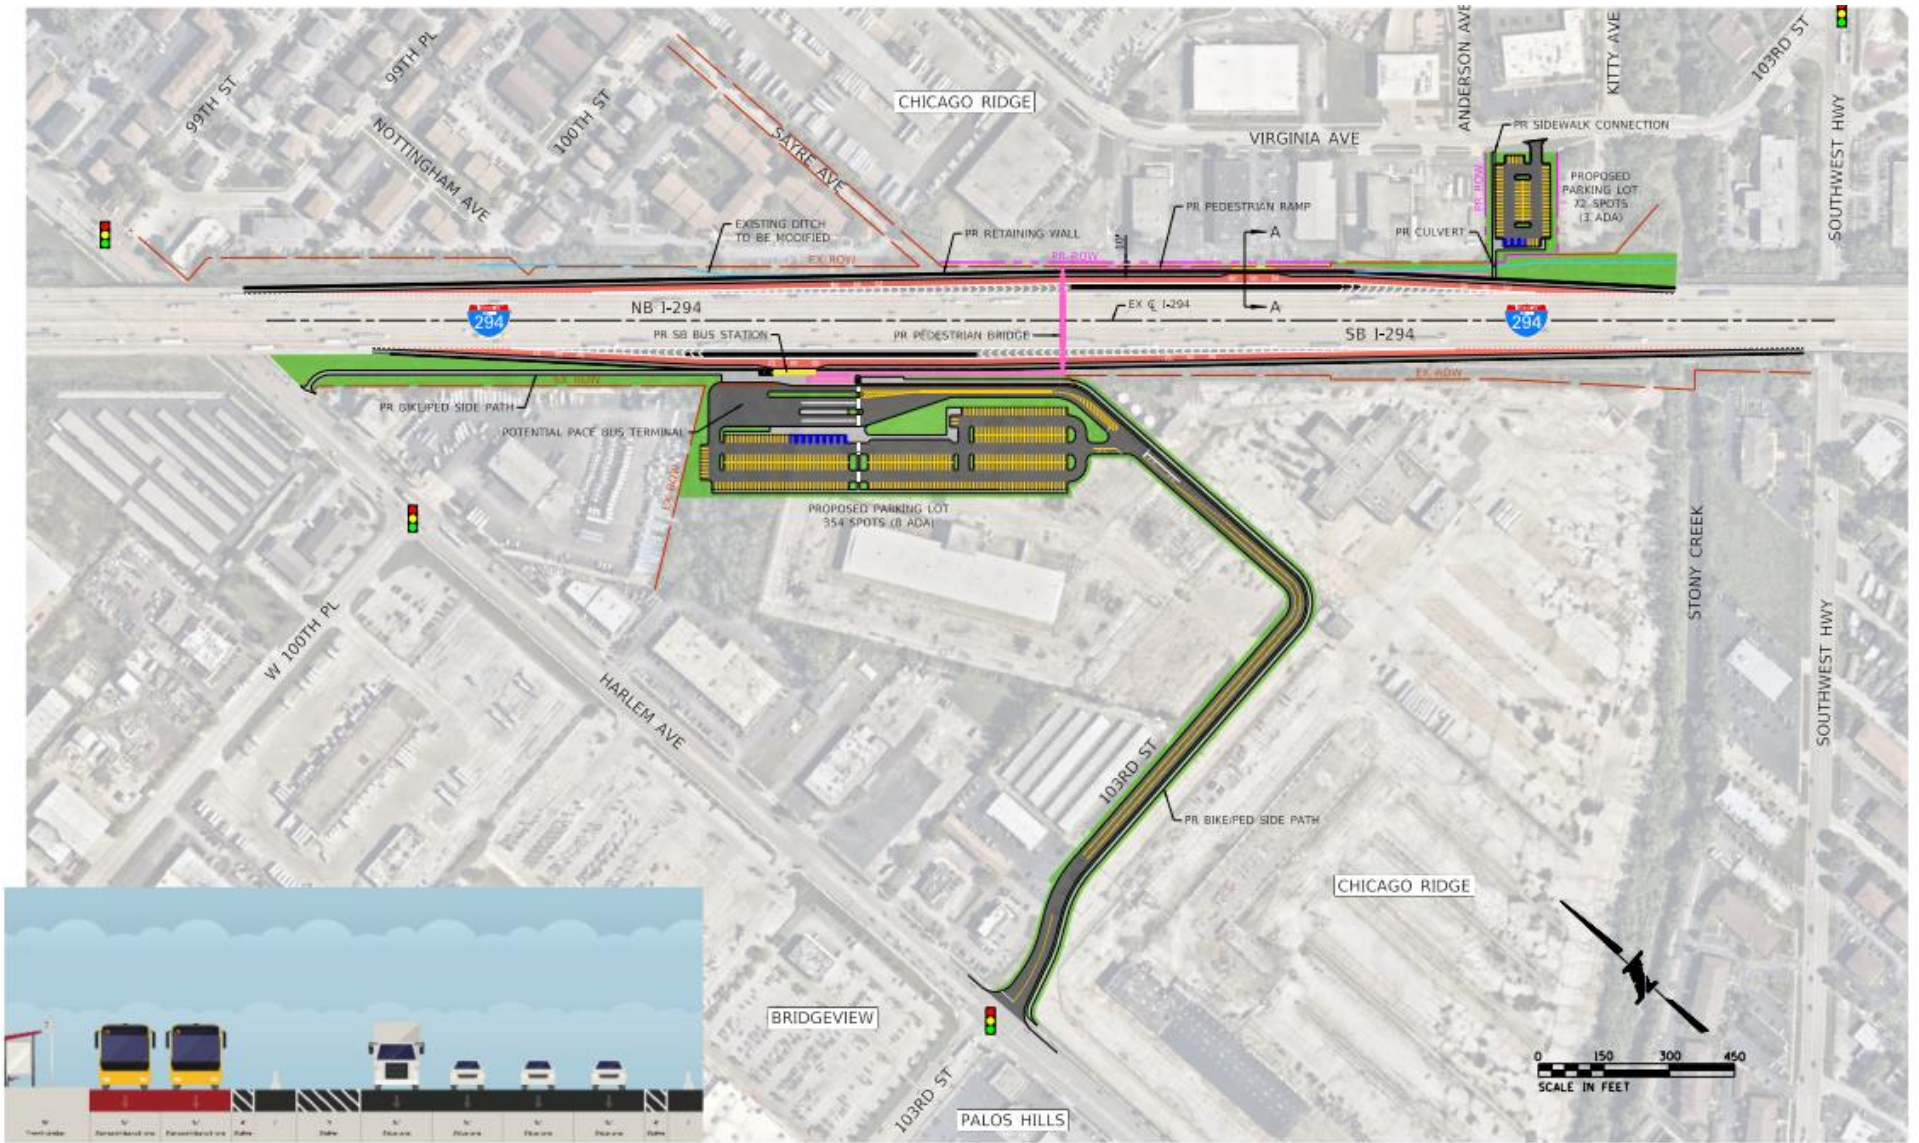 99TH ST
99TH PL
100TH ST
NOTTINGHAM AVE
SAYRE AVE
CHICAGO RIDGE
VIRGINIA AVE
ANDERSON AVE
KITTY AVE
103RD ST
SOUTHWEST HWY
PR SIDEWALK CONNECTION
PR ROW
PROPOSED
PARKING LOT
72 SPOTS
(3 ADA)
EXISTING DITCH
TO BE MODIFIED
EX ROW
PR RETAINING WALL
PR ROW
PR PEDESTRIAN RAMP
A
PR CULVERT
NB I-294
294
EX ℄ I-294
A
PR SB BUS STATION
PR PEDESTRIAN BRIDGE
SB I-294
294
EX ROW
EX ROW
PR BIKE/PED SIDE PATH
POTENTIAL PACE BUS TERMINAL
EX ROW
PROPOSED PARKING LOT
354 SPOTS (8 ADA)
W 100TH PL
HARLEM AVE
STONY CREEK
SOUTHWEST HWY
103RD ST
PR BIKE/PED SIDE PATH
CHICAGO RIDGE
BRIDGEVIEW
103RD ST
PALOS HILLS
0 150 300 450
SCALE IN FEET